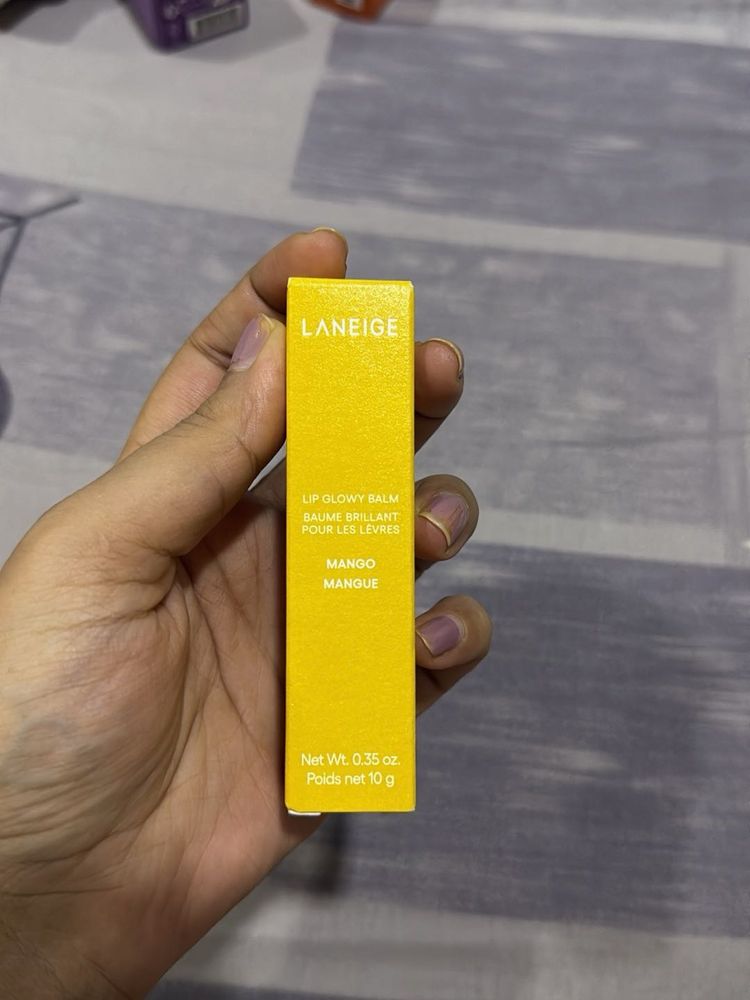 LANEIGE
LIP GLOWY BALM
BAUME BRILLANT
POUR LES LÈVRES
MANGO
MANGUE
Net Wt. 0.35 oz.
Poids net 10 g